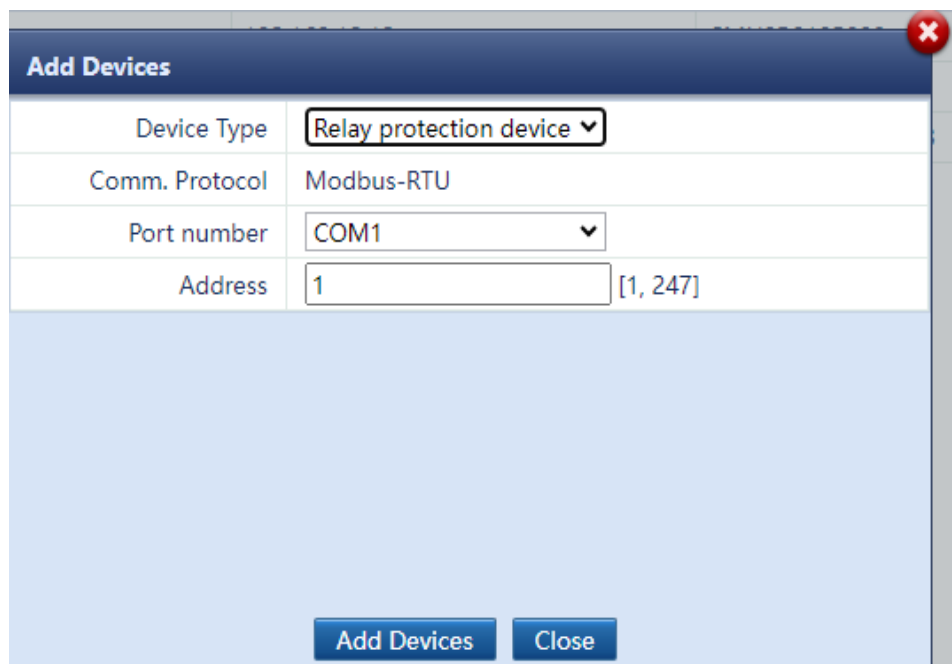 Add Devices
Device Type Relay protection device
Comm. Protocol Modbus-RTU
Port number COM1
Address 1 [1, 247]
Add Devices Close